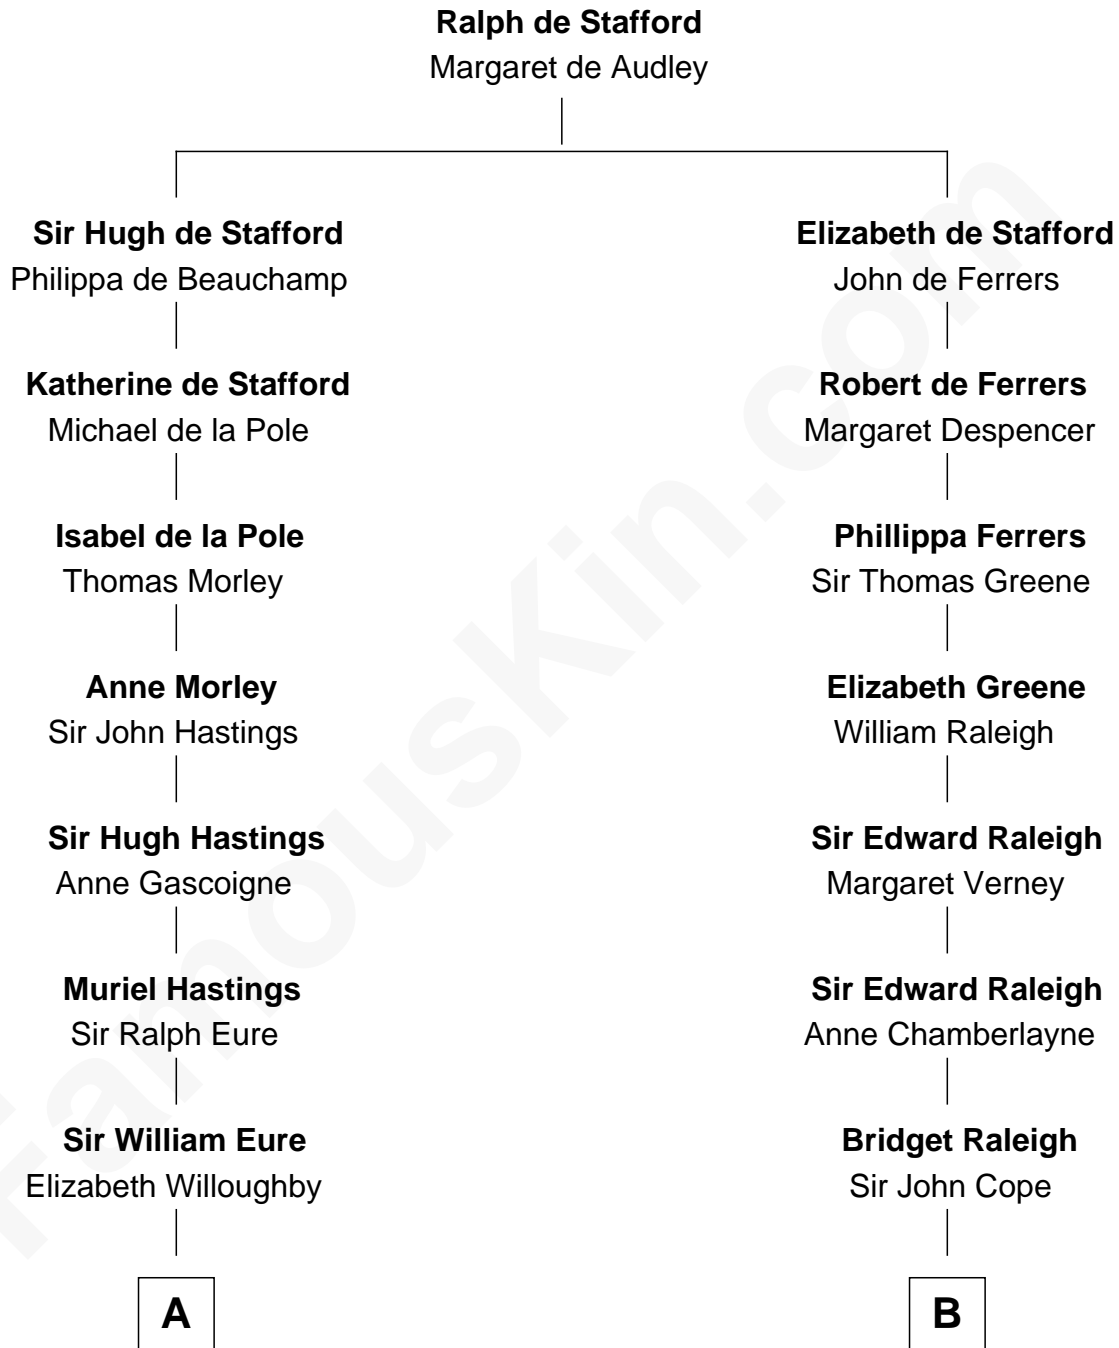 Ralph de Stafford
Margaret de Audley
Sir Hugh de Stafford
Philippa de Beauchamp
Katherine de Stafford
Michael de la Pole
Isabel de la Pole
Thomas Morley
Anne Morley
Sir John Hastings
Sir Hugh Hastings
Anne Gascoigne
Muriel Hastings
Sir Ralph Eure
Sir William Eure
Elizabeth Willoughby
A
Elizabeth de Stafford
John de Ferrers
Robert de Ferrers
Margaret Despencer
Phillippa Ferrers
Sir Thomas Greene
Elizabeth Greene
William Raleigh
Sir Edward Raleigh
Margaret Verney
Sir Edward Raleigh
Anne Chamberlayne
Bridget Raleigh
Sir John Cope
B
FamousKin.com